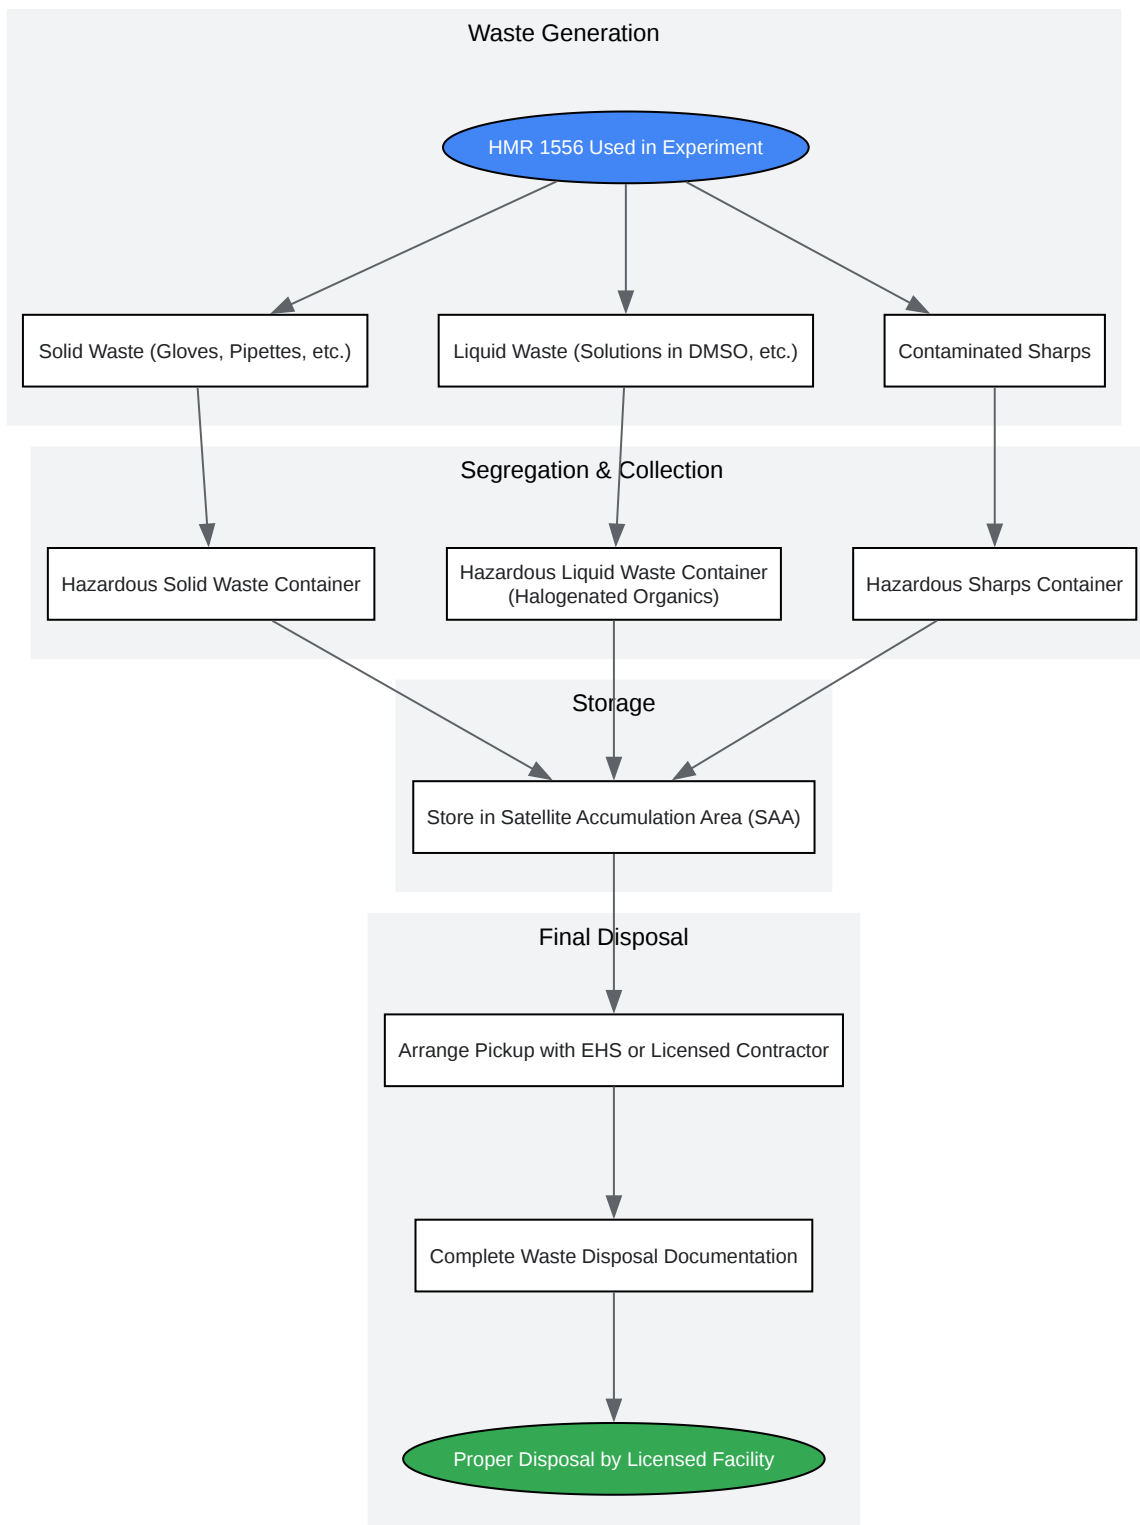 Waste Generation
HMR 1556 Used in Experiment
Solid Waste (Gloves, Pipettes, etc.)
Liquid Waste (Solutions in DMSO, etc.)
Contaminated Sharps
Segregation & Collection
Hazardous Solid Waste Container
Hazardous Liquid Waste Container
(Halogenated Organics)
Hazardous Sharps Container
Storage
Store in Satellite Accumulation Area (SAA)
Final Disposal
Arrange Pickup with EHS or Licensed Contractor
Complete Waste Disposal Documentation
Proper Disposal by Licensed Facility